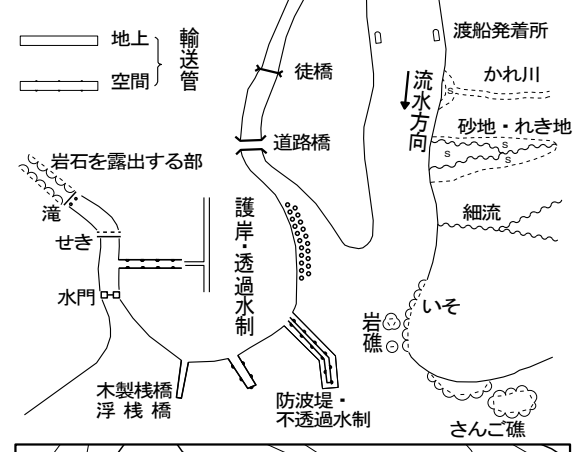 地上
空間
輸送管
渡船発着所
徒橋
流水方向
かれ川
s
砂地・れき地
s
s
s
道路橋
岩石を露出する部
滝
せき
護岸・透過水制
細流
水門
いそ
岩礁
木製桟橋
浮桟橋
防波堤・
不透過水制
さんご礁